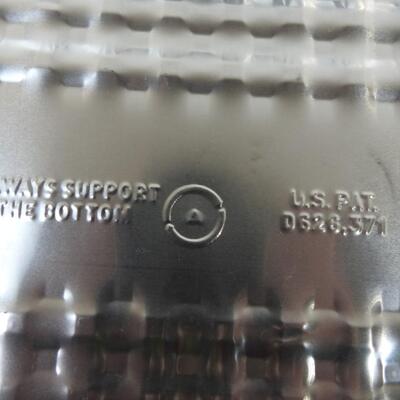 WAYS SUPPORT
THE BOTTOM
U.S. PAT.
D628,371